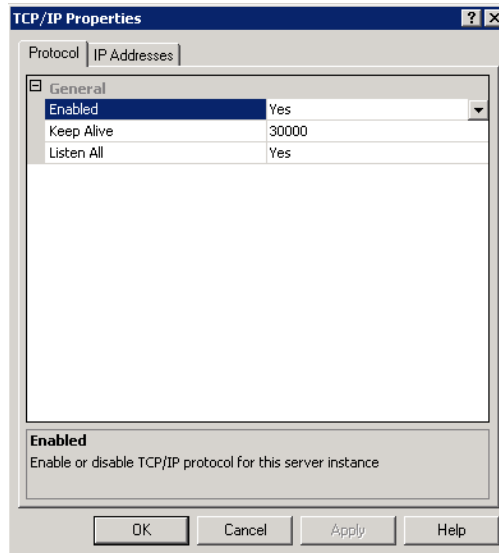 TCP/IP Properties
Protocol IP Addresses
General
Enabled Yes
Keep Alive 30000
Listen All Yes
Enabled
Enable or disable TCP/IP protocol for this server instance
OK Cancel Apply Help